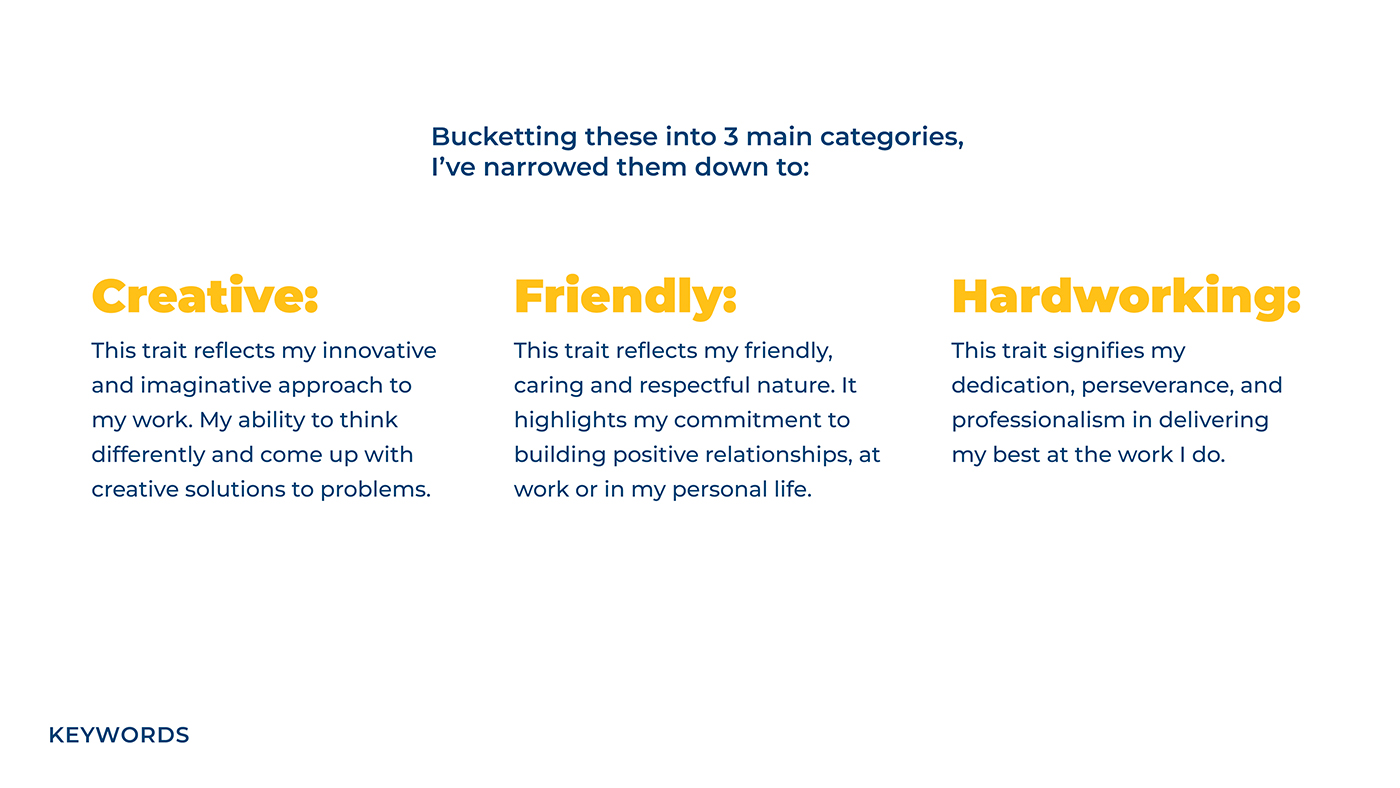 Bucketting these into 3 main categories,
I’ve narrowed them down to:
Creative:
This trait reflects my innovative
and imaginative approach to
my work. My ability to think
differently and come up with
creative solutions to problems.
Friendly:
This trait reflects my friendly,
caring and respectful nature. It
highlights my commitment to
building positive relationships, at
work or in my personal life.
Hardworking:
This trait signifies my
dedication, perseverance, and
professionalism in delivering
my best at the work I do.
KEYWORDS